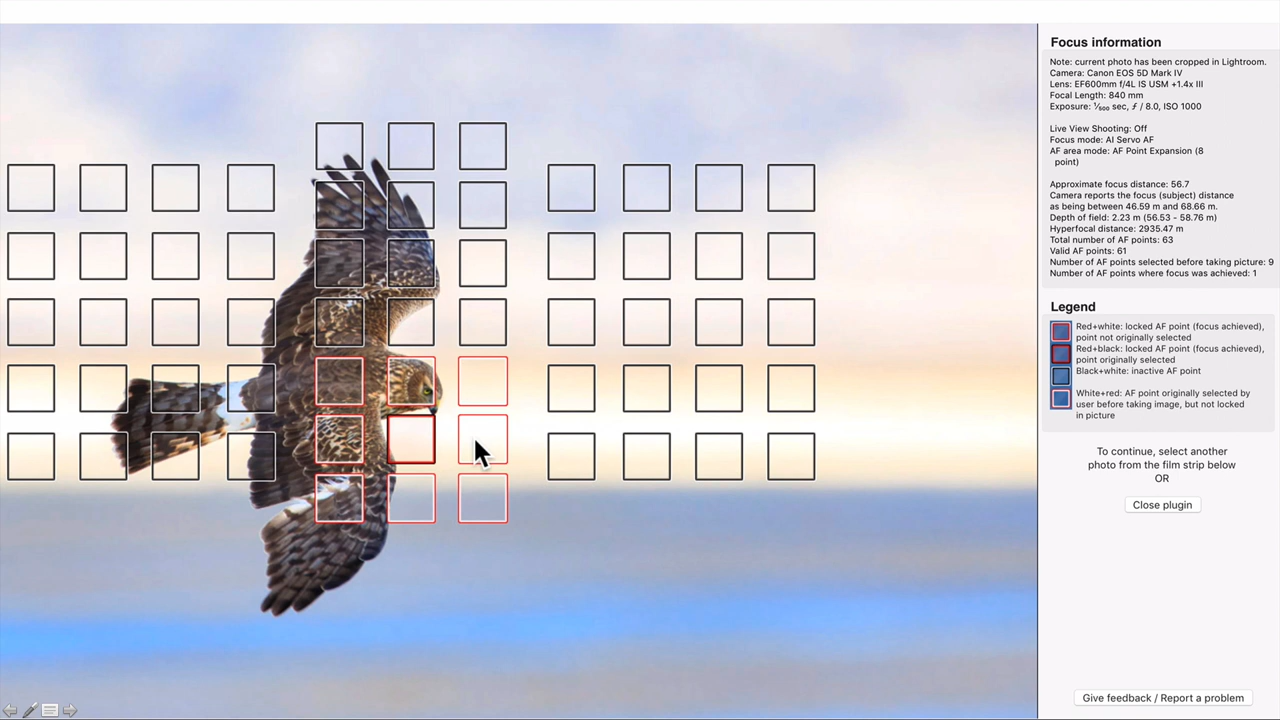 Focus information
Note: current photo has been cropped in Lightroom.
Camera: Canon EOS 5D Mark IV
Lens: EF600mm f/4L IS USM +1.4x III
Focal Length: 840 mm
Exposure: ¹⁄₅₀₀ sec, ƒ / 8.0, ISO 1000
Live View Shooting: Off
Focus mode: AI Servo AF
AF area mode: AF Point Expansion (8
point)
Approximate focus distance: 56.7
Camera reports the focus (subject) distance
as being between 46.59 m and 68.66 m.
Depth of field: 2.23 m (56.53 - 58.76 m)
Hyperfocal distance: 2935.47 m
Total number of AF points: 63
Valid AF points: 61
Number of AF points selected before taking picture: 9
Number of AF points where focus was achieved: 1
Legend
Red+white: locked AF point (focus achieved),
point not originally selected
Red+black: locked AF point (focus achieved),
point originally selected
Black+white: inactive AF point
White+red: AF point originally selected by
user before taking image, but not locked
in picture
To continue, select another
photo from the film strip below
OR
Close plugin
Give feedback / Report a problem